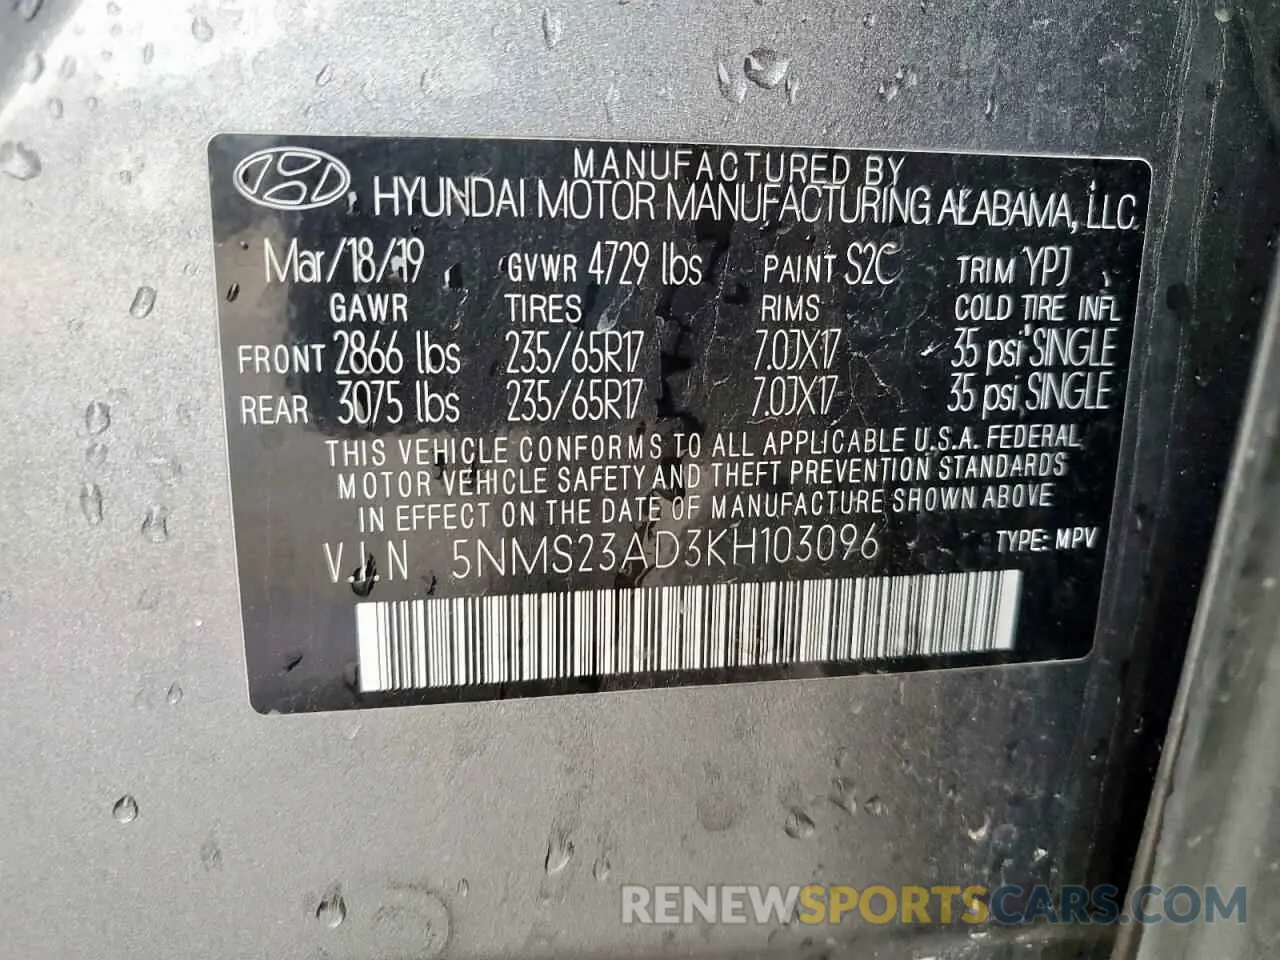 MANUFACTURED BY
HYUNDAI MOTOR MANUFACTURING ALABAMA, LLC
Mar/18/19 GVWR 4729 lbs PAINT S2C TRIM YPJ
GAWR TIRES RIMS COLD TIRE INFL
FRONT 2866 lbs 235/65R17 7.0JX17 35 psi SINGLE
REAR 3075 lbs 235/65R17 7.0JX17 35 psi SINGLE
THIS VEHICLE CONFORMS TO ALL APPLICABLE U.S.A. FEDERAL
MOTOR VEHICLE SAFETY AND THEFT PREVENTION STANDARDS
IN EFFECT ON THE DATE OF MANUFACTURE SHOWN ABOVE
V.I.N 5NMS23AD3KH103096 TYPE: MPV
RENEWSPORTSCARS.COM